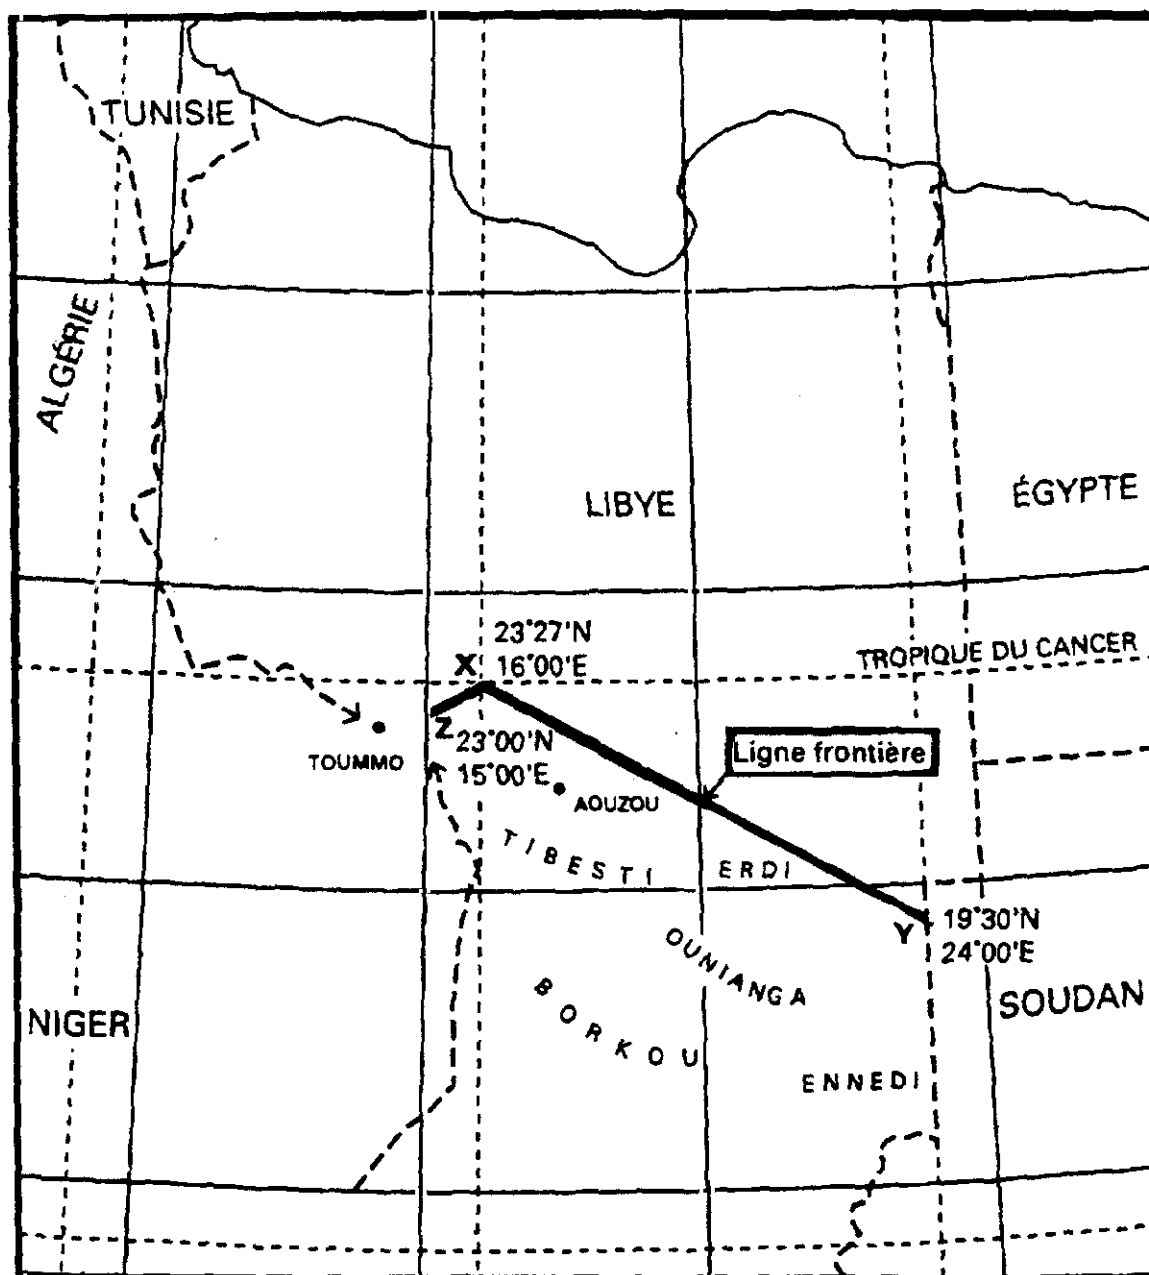 TUNISIE
ALGÉRIE
LIBYE
ÉGYPTE
23°27'N
X 16°00'E
TROPIQUE DU CANCER
Z 23°00'N
15°00'E
TOUMMO
Ligne frontière
AOUZOU
TIBESTI
ERDI
19°30'N
Y 24°00'E
OUNIANGA
BORKOU
NIGER
SOUDAN
ENNEDI